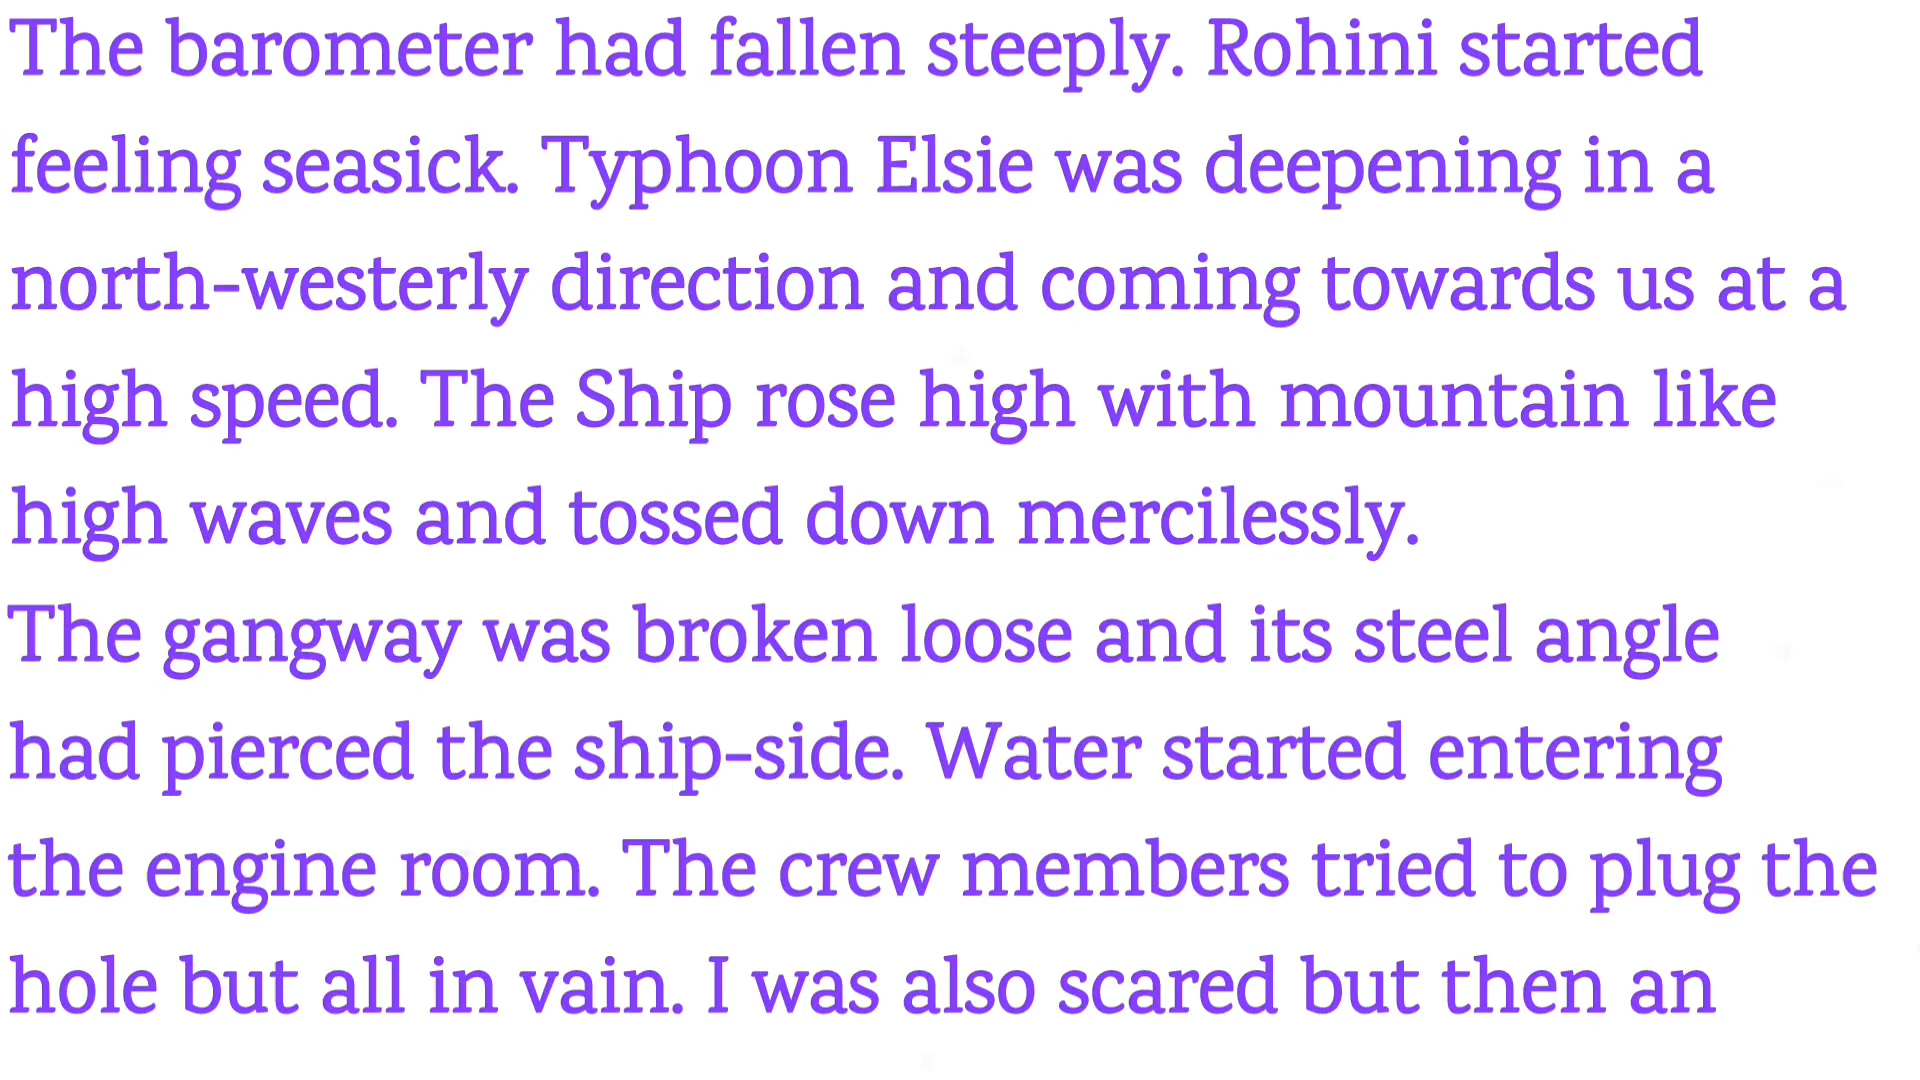 The barometer had fallen steeply. Rohini started
feeling seasick. Typhoon Elsie was deepening in a
north-westerly direction and coming towards us at a
high speed. The Ship rose high with mountain like
high waves and tossed down mercilessly.
The gangway was broken loose and its steel angle
had pierced the ship-side. Water started entering
the engine room. The crew members tried to plug the
hole but all in vain. I was also scared but then an